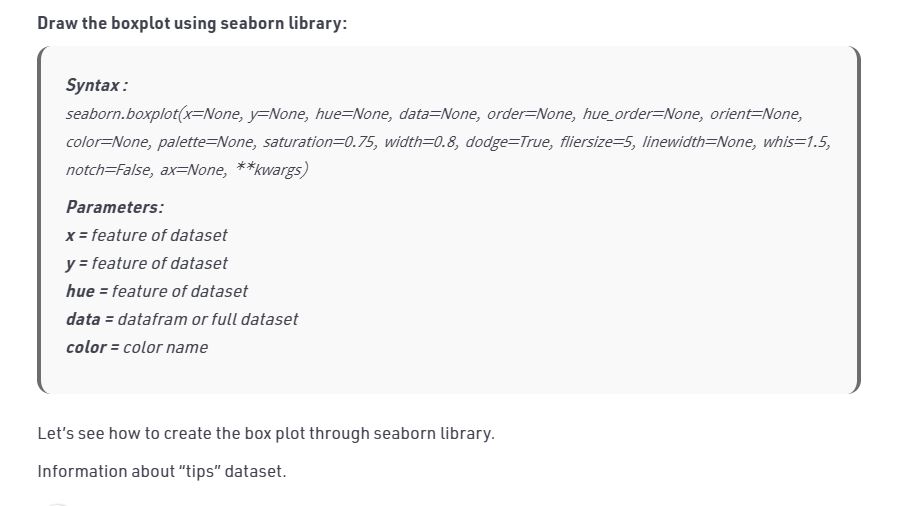 Draw the boxplot using seaborn library:
Syntax :
seaborn.boxplot(x=None, y=None, hue=None, data=None, order=None, hue_order=None, orient=None,
color=None, palette=None, saturation=0.75, width=0.8, dodge=True, fliersize=5, linewidth=None, whis=1.5,
notch=False, ax=None, **kwargs)
Parameters:
x = feature of dataset
y = feature of dataset
hue = feature of dataset
data = datafram or full dataset
color = color name
Let’s see how to create the box plot through seaborn library.
Information about “tips” dataset.